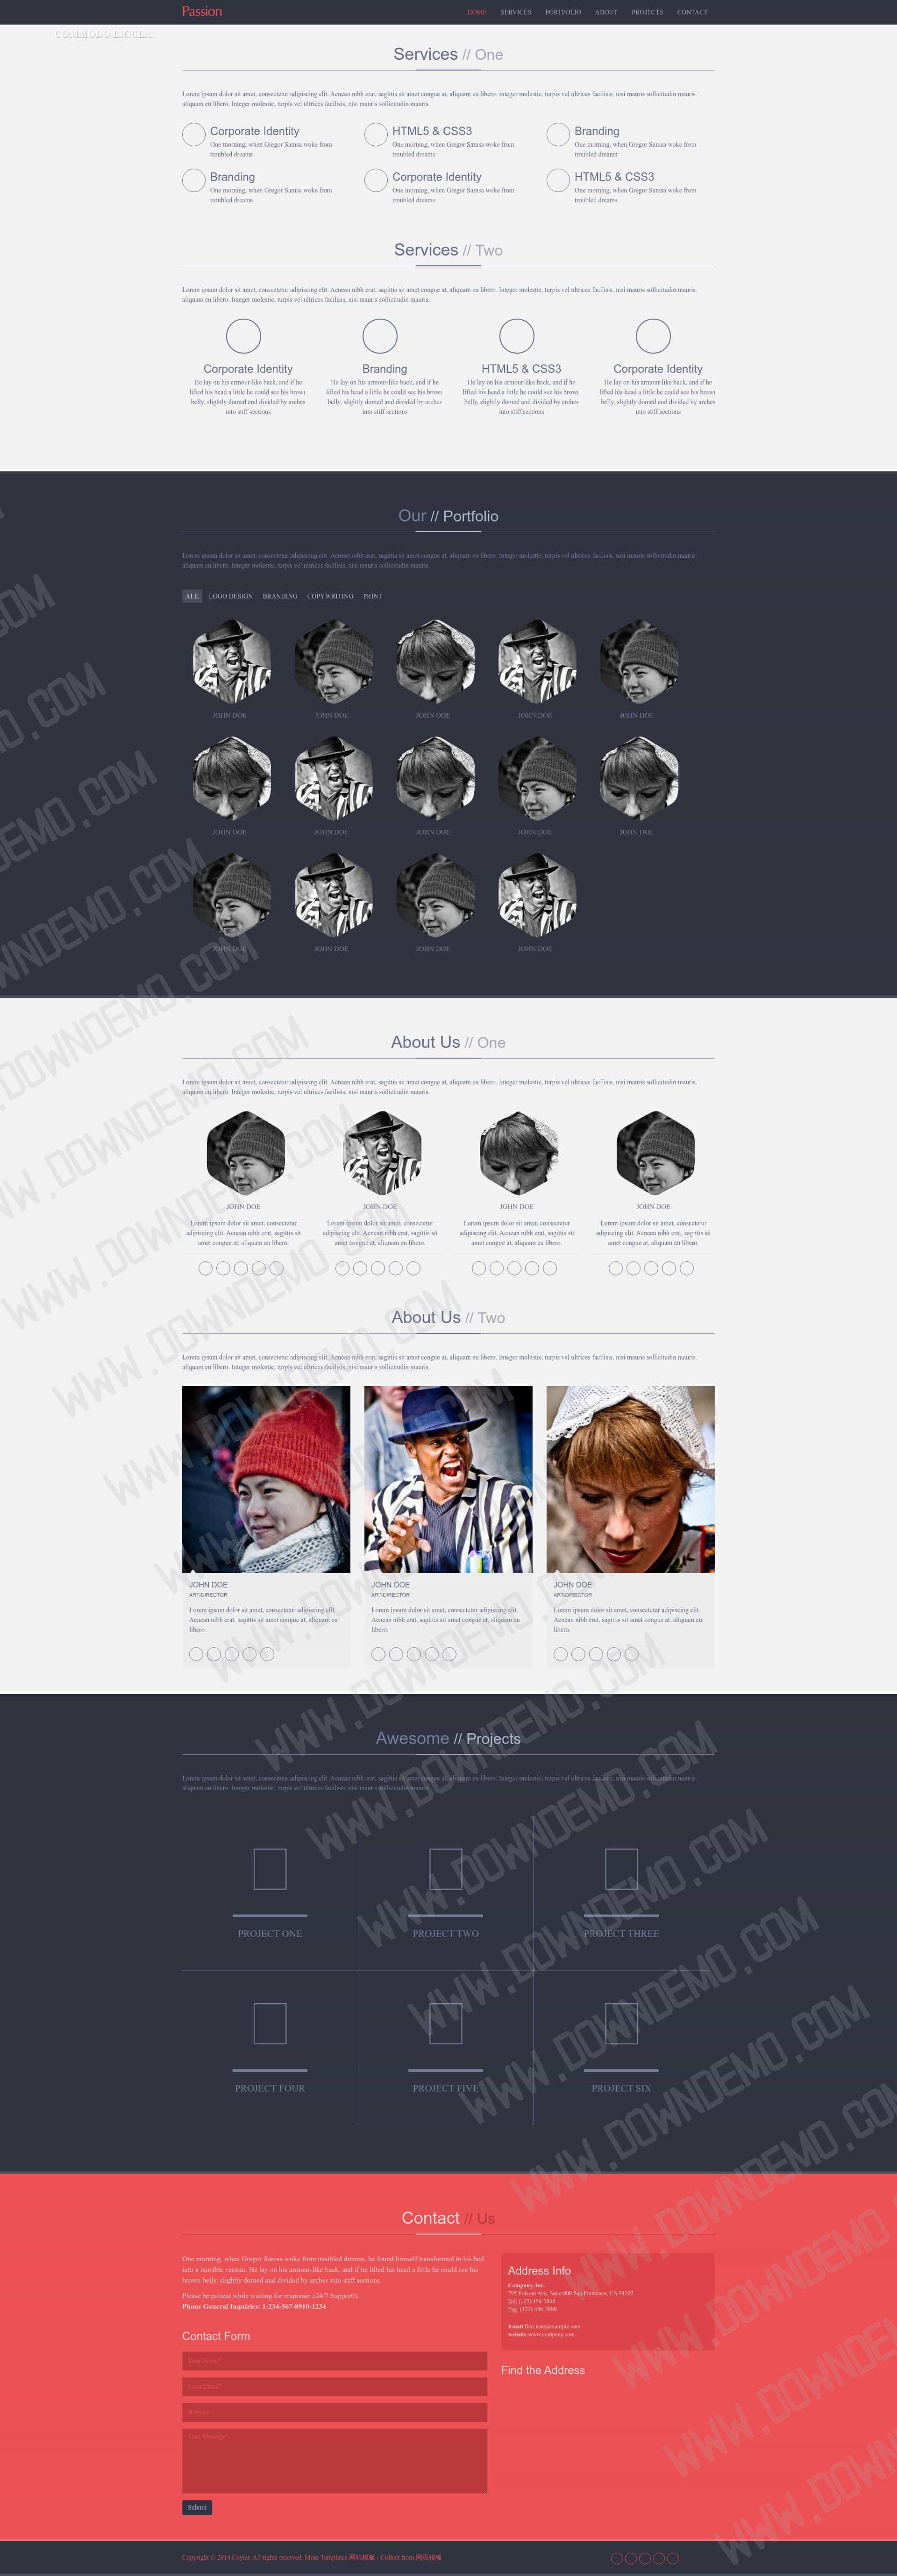 Passion
HOME SERVICES PORTFOLIO ABOUT PROJECTS CONTACT
COMMODO LIGULA.
Services // One
Lorem ipsum dolor sit amet, consectetur adipiscing elit. Aenean nibh erat, sagittis sit amet congue at, aliquam eu libero. Integer molestie, turpis vel ultrices facilisis, nisi mauris sollicitudin mauris.
aliquam eu libero. Integer molestie, turpis vel ultrices facilisis, nisi mauris sollicitudin mauris.
Corporate Identity
One morning, when Gregor Samsa woke from
troubled dreams
HTML5 & CSS3
One morning, when Gregor Samsa woke from
troubled dreams
Branding
One morning, when Gregor Samsa woke from
troubled dreams
Branding
One morning, when Gregor Samsa woke from
troubled dreams
Corporate Identity
One morning, when Gregor Samsa woke from
troubled dreams
HTML5 & CSS3
One morning, when Gregor Samsa woke from
troubled dreams
Services // Two
Lorem ipsum dolor sit amet, consectetur adipiscing elit. Aenean nibh erat, sagittis sit amet congue at, aliquam eu libero. Integer molestie, turpis vel ultrices facilisis, nisi mauris sollicitudin mauris.
aliquam eu libero. Integer molestie, turpis vel ultrices facilisis, nisi mauris sollicitudin mauris.
Corporate Identity
He lay on his armour-like back, and if he
lifted his head a little he could see his brown
belly, slightly domed and divided by arches
into stiff sections
Branding
He lay on his armour-like back, and if he
lifted his head a little he could see his brown
belly, slightly domed and divided by arches
into stiff sections
HTML5 & CSS3
He lay on his armour-like back, and if he
lifted his head a little he could see his brown
belly, slightly domed and divided by arches
into stiff sections
Corporate Identity
He lay on his armour-like back, and if he
lifted his head a little he could see his brown
belly, slightly domed and divided by arches
into stiff sections
Our // Portfolio
Lorem ipsum dolor sit amet, consectetur adipiscing elit. Aenean nibh erat, sagittis sit amet congue at, aliquam eu libero. Integer molestie, turpis vel ultrices facilisis, nisi mauris sollicitudin mauris.
aliquam eu libero. Integer molestie, turpis vel ultrices facilisis, nisi mauris sollicitudin mauris.
ALL LOGO DESIGN BRANDING COPYWRITING PRINT
JOHN DOE JOHN DOE JOHN DOE JOHN DOE JOHN DOE
JOHN DOE JOHN DOE JOHN DOE JOHN DOE JOHN DOE
JOHN DOE JOHN DOE JOHN DOE JOHN DOE
About Us // One
Lorem ipsum dolor sit amet, consectetur adipiscing elit. Aenean nibh erat, sagittis sit amet congue at, aliquam eu libero. Integer molestie, turpis vel ultrices facilisis, nisi mauris sollicitudin mauris.
aliquam eu libero. Integer molestie, turpis vel ultrices facilisis, nisi mauris sollicitudin mauris.
JOHN DOE
Lorem ipsum dolor sit amet, consectetur
adipiscing elit. Aenean nibh erat, sagittis sit
amet congue at, aliquam eu libero.
JOHN DOE
Lorem ipsum dolor sit amet, consectetur
adipiscing elit. Aenean nibh erat, sagittis sit
amet congue at, aliquam eu libero.
JOHN DOE
Lorem ipsum dolor sit amet, consectetur
adipiscing elit. Aenean nibh erat, sagittis sit
amet congue at, aliquam eu libero.
JOHN DOE
Lorem ipsum dolor sit amet, consectetur
adipiscing elit. Aenean nibh erat, sagittis sit
amet congue at, aliquam eu libero.
About Us // Two
Lorem ipsum dolor sit amet, consectetur adipiscing elit. Aenean nibh erat, sagittis sit amet congue at, aliquam eu libero. Integer molestie, turpis vel ultrices facilisis, nisi mauris sollicitudin mauris.
aliquam eu libero. Integer molestie, turpis vel ultrices facilisis, nisi mauris sollicitudin mauris.
JOHN DOE
ART-DIRECTOR
Lorem ipsum dolor sit amet, consectetur adipiscing elit.
Aenean nibh erat, sagittis sit amet congue at, aliquam eu
libero.
JOHN DOE
ART-DIRECTOR
Lorem ipsum dolor sit amet, consectetur adipiscing elit.
Aenean nibh erat, sagittis sit amet congue at, aliquam eu
libero.
JOHN DOE
ART-DIRECTOR
Lorem ipsum dolor sit amet, consectetur adipiscing elit.
Aenean nibh erat, sagittis sit amet congue at, aliquam eu
libero.
Awesome // Projects
Lorem ipsum dolor sit amet, consectetur adipiscing elit. Aenean nibh erat, sagittis sit amet congue at, aliquam eu libero. Integer molestie, turpis vel ultrices facilisis, nisi mauris sollicitudin mauris.
aliquam eu libero. Integer molestie, turpis vel ultrices facilisis, nisi mauris sollicitudin mauris.
PROJECT ONE PROJECT TWO PROJECT THREE
PROJECT FOUR PROJECT FIVE PROJECT SIX
Contact // Us
One morning, when Gregor Samsa woke from troubled dreams, he found himself transformed in his bed
into a horrible vermin. He lay on his armour-like back, and if he lifted his head a little he could see his
brown belly, slightly domed and divided by arches into stiff sections
Please be patient while waiting for response. (24/7 Support!)
Phone General Inquiries: 1-234-567-8910-1234
Contact Form
Your Name*
Your Email*
Website
Your Message*
Submit
Address Info
Company, Inc.
795 Folsom Ave, Suite 600 San Francisco, CA 94107
Tel: (123) 456-7890
Fax: (123) 456-7890
Email first.last@example.com
website www.company.com
Find the Address
Copyright © 2014 Coyzer. All rights reserved. More Templates 网站模板 - Collect from 网页模板
WWW.DOWNDEMO.COM